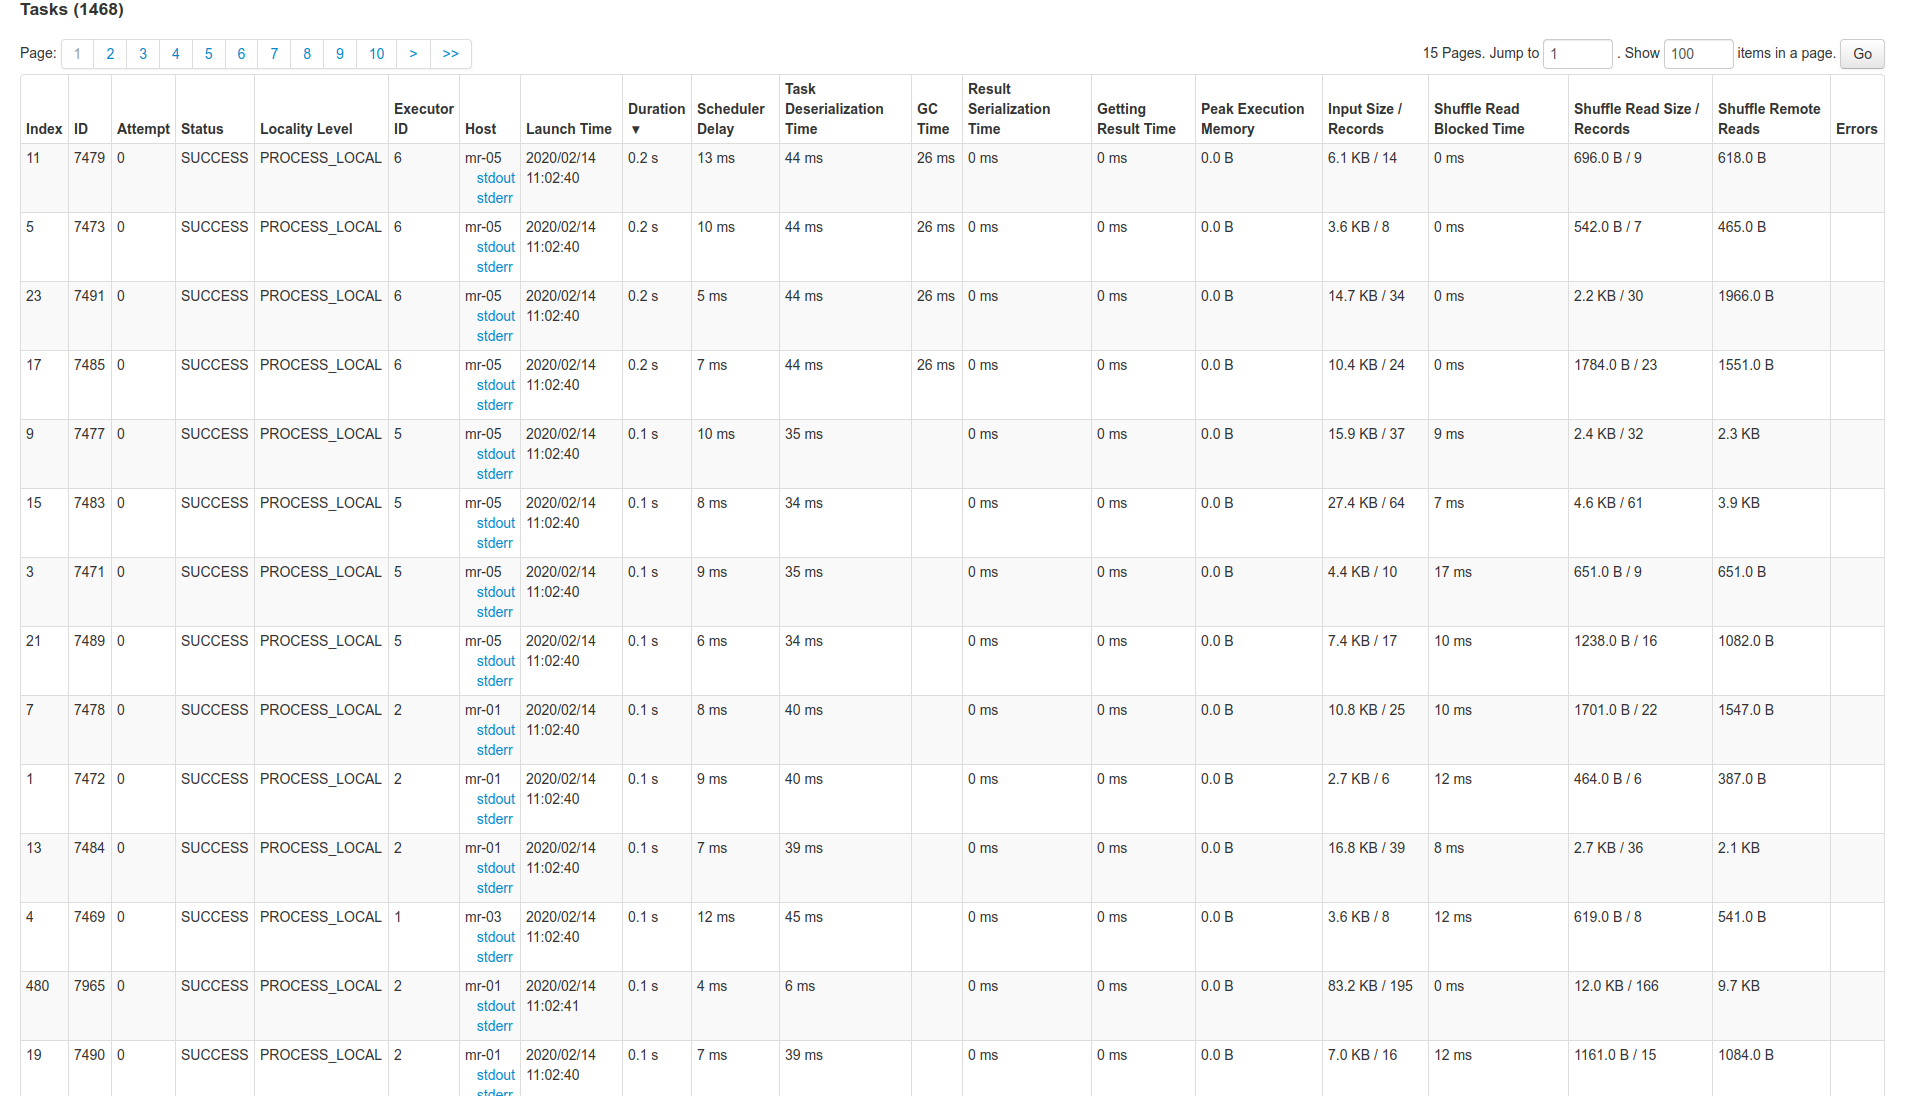 Tasks (1468)
Page: 1 2 3 4 5 6 7 8 9 10 > >> 15 Pages. Jump to 1 . Show 100 items in a page. Go
Index ID Attempt Status Locality Level Executor ID Host Launch Time Duration ▼ Scheduler Delay Task Deserialization Time GC Time Result Serialization Time Getting Result Time Peak Execution Memory Input Size / Records Shuffle Read Blocked Time Shuffle Read Size / Records Shuffle Remote Reads Errors
11 7479 0 SUCCESS PROCESS_LOCAL 6 mr-05 2020/02/14 0.2 s 13 ms 44 ms 26 ms 0 ms 0 ms 0.0 B 6.1 KB / 14 0 ms 696.0 B / 9 618.0 B
stdout 11:02:40
stderr
5 7473 0 SUCCESS PROCESS_LOCAL 6 mr-05 2020/02/14 0.2 s 10 ms 44 ms 26 ms 0 ms 0 ms 0.0 B 3.6 KB / 8 0 ms 542.0 B / 7 465.0 B
stdout 11:02:40
stderr
23 7491 0 SUCCESS PROCESS_LOCAL 6 mr-05 2020/02/14 0.2 s 5 ms 44 ms 26 ms 0 ms 0 ms 0.0 B 14.7 KB / 34 0 ms 2.2 KB / 30 1966.0 B
stdout 11:02:40
stderr
17 7485 0 SUCCESS PROCESS_LOCAL 6 mr-05 2020/02/14 0.2 s 7 ms 44 ms 26 ms 0 ms 0 ms 0.0 B 10.4 KB / 24 0 ms 1784.0 B / 23 1551.0 B
stdout 11:02:40
stderr
9 7477 0 SUCCESS PROCESS_LOCAL 5 mr-05 2020/02/14 0.1 s 10 ms 35 ms 0 ms 0 ms 0.0 B 15.9 KB / 37 9 ms 2.4 KB / 32 2.3 KB
stdout 11:02:40
stderr
15 7483 0 SUCCESS PROCESS_LOCAL 5 mr-05 2020/02/14 0.1 s 8 ms 34 ms 0 ms 0 ms 0.0 B 27.4 KB / 64 7 ms 4.6 KB / 61 3.9 KB
stdout 11:02:40
stderr
3 7471 0 SUCCESS PROCESS_LOCAL 5 mr-05 2020/02/14 0.1 s 9 ms 35 ms 0 ms 0 ms 0.0 B 4.4 KB / 10 17 ms 651.0 B / 9 651.0 B
stdout 11:02:40
stderr
21 7489 0 SUCCESS PROCESS_LOCAL 5 mr-05 2020/02/14 0.1 s 6 ms 34 ms 0 ms 0 ms 0.0 B 7.4 KB / 17 10 ms 1238.0 B / 16 1082.0 B
stdout 11:02:40
stderr
7 7478 0 SUCCESS PROCESS_LOCAL 2 mr-01 2020/02/14 0.1 s 8 ms 40 ms 0 ms 0 ms 0.0 B 10.8 KB / 25 10 ms 1701.0 B / 22 1547.0 B
stdout 11:02:40
stderr
1 7472 0 SUCCESS PROCESS_LOCAL 2 mr-01 2020/02/14 0.1 s 9 ms 40 ms 0 ms 0 ms 0.0 B 2.7 KB / 6 12 ms 464.0 B / 6 387.0 B
stdout 11:02:40
stderr
13 7484 0 SUCCESS PROCESS_LOCAL 2 mr-01 2020/02/14 0.1 s 7 ms 39 ms 0 ms 0 ms 0.0 B 16.8 KB / 39 8 ms 2.7 KB / 36 2.1 KB
stdout 11:02:40
stderr
4 7469 0 SUCCESS PROCESS_LOCAL 1 mr-03 2020/02/14 0.1 s 12 ms 45 ms 0 ms 0 ms 0.0 B 3.6 KB / 8 12 ms 619.0 B / 8 541.0 B
stdout 11:02:40
stderr
480 7965 0 SUCCESS PROCESS_LOCAL 2 mr-01 2020/02/14 0.1 s 4 ms 6 ms 0 ms 0 ms 0.0 B 83.2 KB / 195 0 ms 12.0 KB / 166 9.7 KB
stdout 11:02:41
stderr
19 7490 0 SUCCESS PROCESS_LOCAL 2 mr-01 2020/02/14 0.1 s 7 ms 39 ms 0 ms 0 ms 0.0 B 7.0 KB / 16 12 ms 1161.0 B / 15 1084.0 B
stdout 11:02:40
stderr